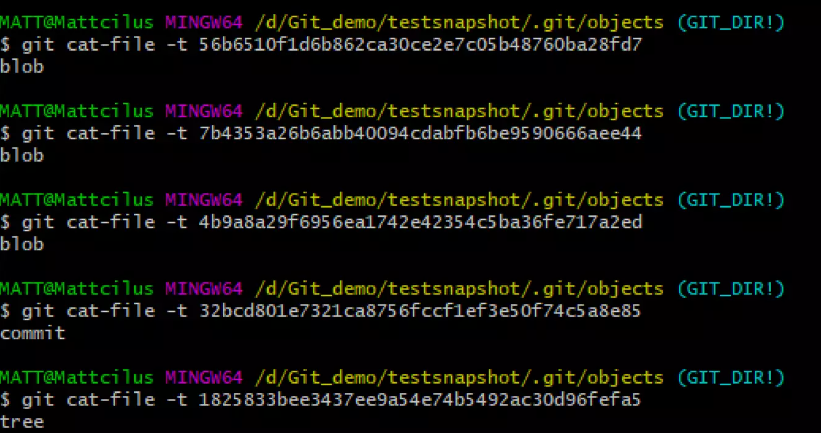 MATT@Mattcilus MINGW64 /d/Git_demo/testsnapshot/.git/objects (GIT_DIR!)
$ git cat-file -t 56b6510f1d6b862ca30ce2e7c05b48760ba28fd7
blob
MATT@Mattcilus MINGW64 /d/Git_demo/testsnapshot/.git/objects (GIT_DIR!)
$ git cat-file -t 7b4353a26b6abb40094cdabfb6be9590666aee44
blob
MATT@Mattcilus MINGW64 /d/Git_demo/testsnapshot/.git/objects (GIT_DIR!)
$ git cat-file -t 4b9a8a29f6956ea1742e42354c5ba36fe717a2ed
blob
MATT@Mattcilus MINGW64 /d/Git_demo/testsnapshot/.git/objects (GIT_DIR!)
$ git cat-file -t 32bcd801e7321ca8756fccf1ef3e50f74c5a8e85
commit
MATT@Mattcilus MINGW64 /d/Git_demo/testsnapshot/.git/objects (GIT_DIR!)
$ git cat-file -t 1825833bee3437ee9a54e74b5492ac30d96fefa5
tree